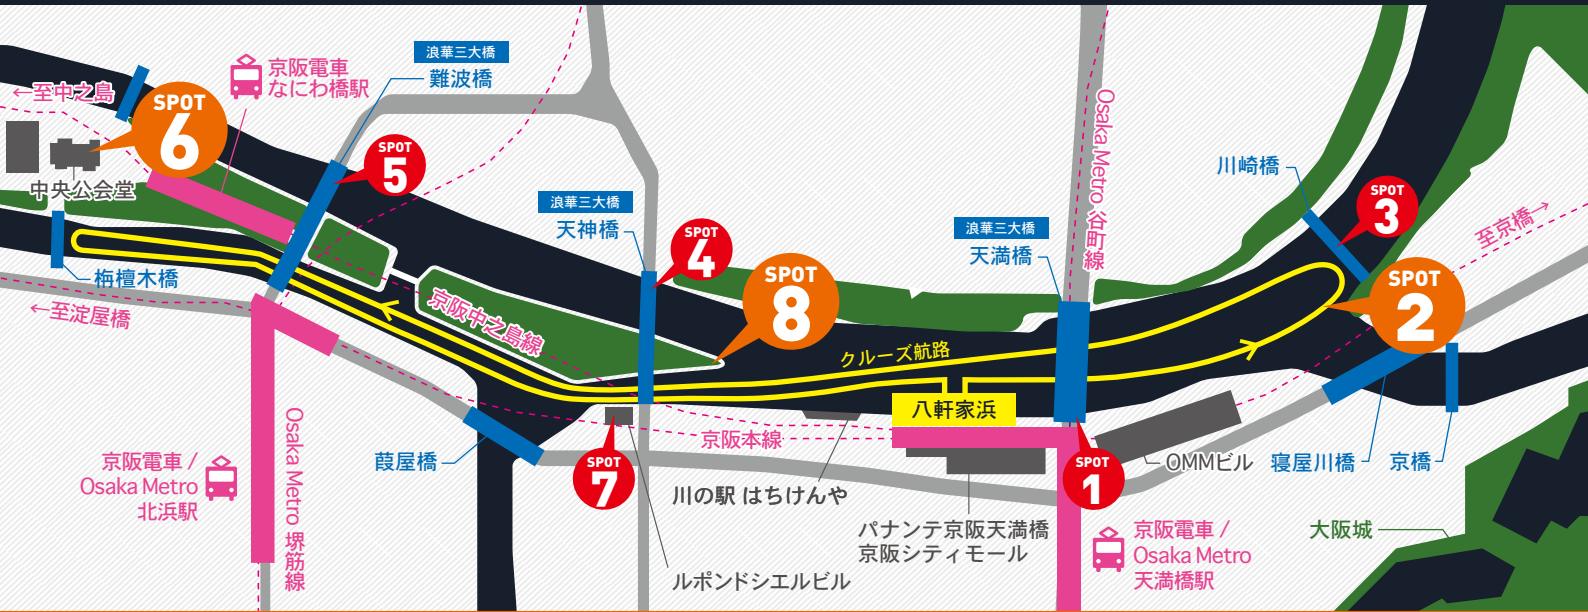 ←至中之島
SPOT
6
中央公会堂
京阪電車
なにわ橋駅
浪華三大橋
難波橋
SPOT
5
栴檀木橋
←至淀屋橋
京阪中之島線
浪華三大橋
天神橋
SPOT
4
SPOT
8
浪華三大橋
天満橋
Osaka Metro 谷町線
川崎橋
SPOT
3
至京橋→
SPOT
2
クルーズ航路
八軒家浜
京阪電車 /
Osaka Metro
北浜駅
Osaka Metro 堺筋線
葭屋橋
SPOT
7
京阪本線
川の駅 はちけんや
ルポンドシエルビル
パナンテ京阪天満橋
京阪シティモール
SPOT
1
OMMビル
寝屋川橋
京橋
京阪電車 /
Osaka Metro
天満橋駅
大阪城